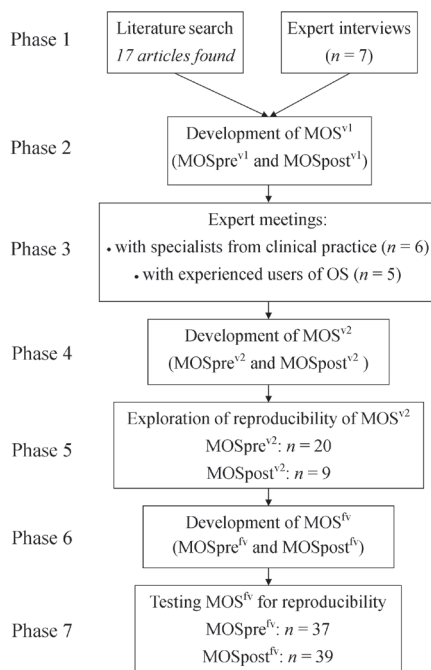 Phase 1
Literature search
17 articles found
Expert interviews
(n = 7)
Phase 2
Development of MOS^v1
(MOSpre^v1 and MOSpost^v1)
Phase 3
Expert meetings:
• with specialists from clinical practice (n = 6)
• with experienced users of OS (n = 5)
Phase 4
Development of MOS^v2
(MOSpre^v2 and MOSpost^v2 )
Phase 5
Exploration of reproducibility of MOS^v2
MOSpre^v2: n = 20
MOSpost^v2: n = 9
Phase 6
Development of MOS^fv
(MOSpre^fv and MOSpost^fv)
Phase 7
Testing MOS^fv for reproducibility
MOSpre^fv: n = 37
MOSpost^fv: n = 39